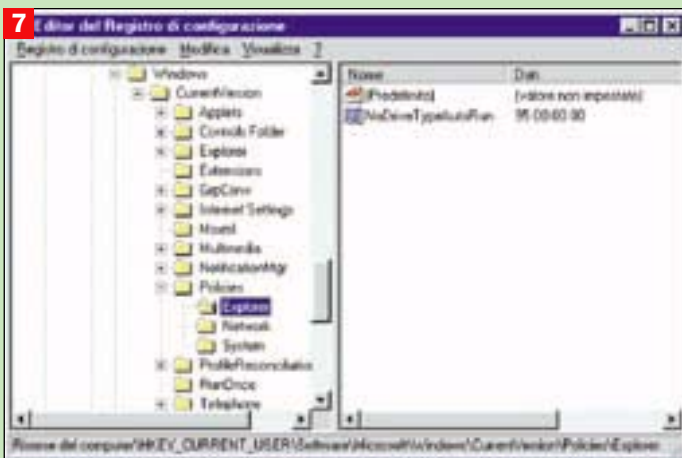 7
Editor del Registro di configurazione
Registro di configurazione Modifica Visualizza ?
Windows
CurrentVersion
Applets
Controls Folder
Explorer
Extensions
GrpConv
Internet Settings
Moxml
Multimedia
NotificationMgr
Policies
Explorer
Network
System
ProfileReconciliation
RunOnce
Telephony
Nome
Dati
(Predefinito)
(valore non impostato)
NoDriveTypeAutoRun
95 00 00 00
Risorse del computer\HKEY_CURRENT_USER\Software\Microsoft\Windows\CurrentVersion\Policies\Explorer